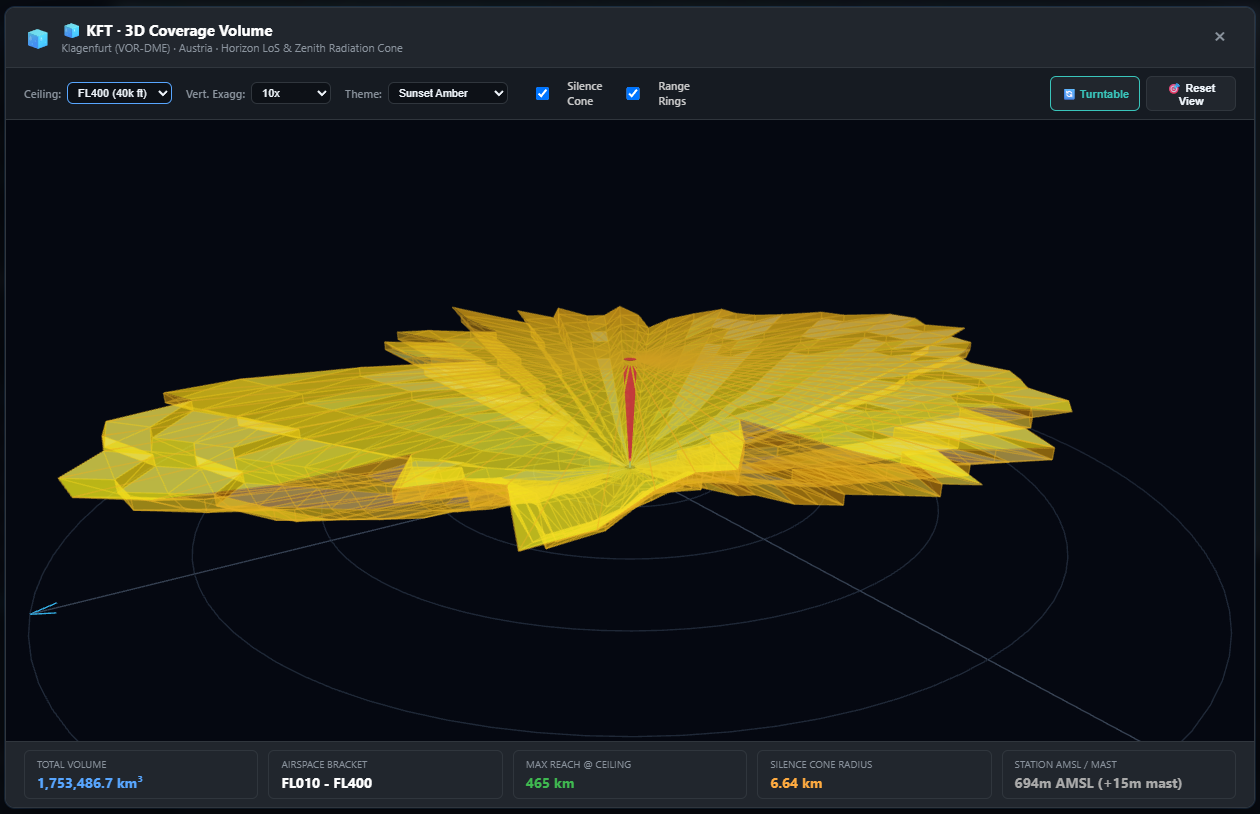 KFT · 3D Coverage Volume
Klagenfurt (VOR-DME) · Austria · Horizon LoS & Zenith Radiation Cone
×
Ceiling: FL400 (40k ft) Vert. Exagg: 10x Theme: Sunset Amber
Silence
Cone
Range
Rings
Turntable
Reset
View
TOTAL VOLUME
1,753,486.7 km³
AIRSPACE BRACKET
FL010 - FL400
MAX REACH @ CEILING
465 km
SILENCE CONE RADIUS
6.64 km
STATION AMSL / MAST
694m AMSL (+15m mast)